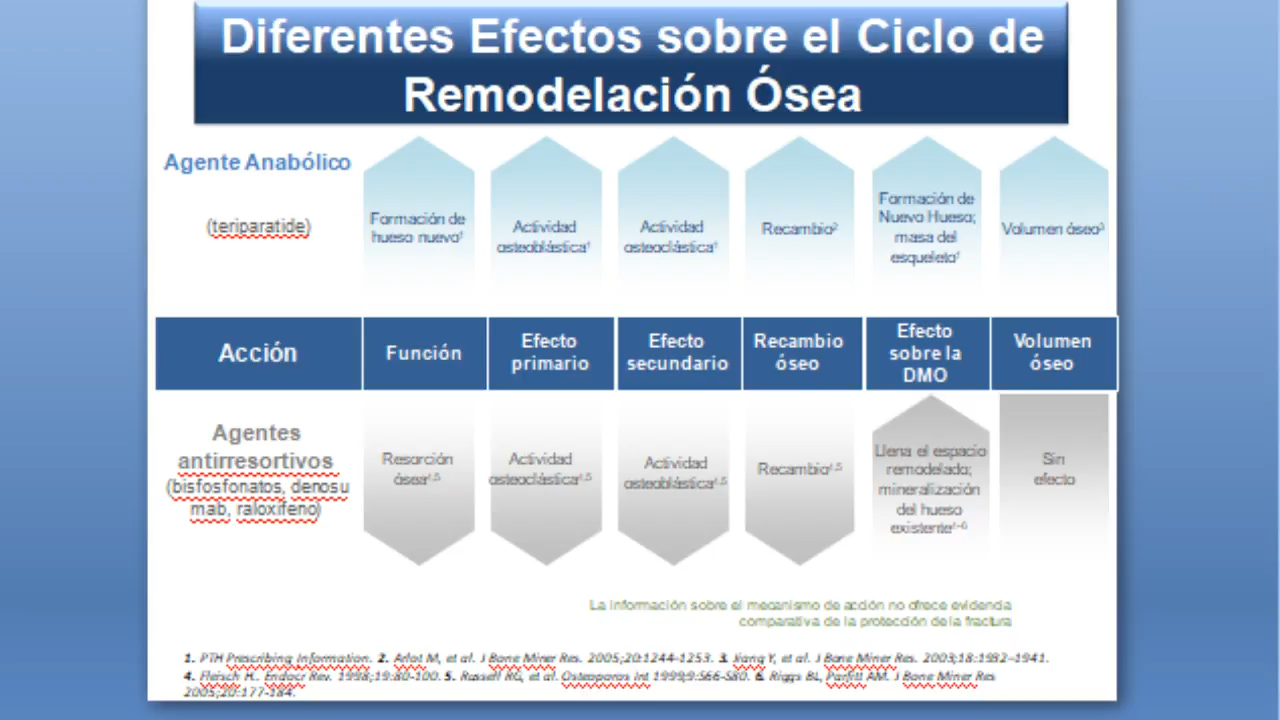 Diferentes Efectos sobre el Ciclo de
Remodelación Ósea
Agente Anabólico
(teriparatide)
Formación de
hueso nuevo¹
Actividad
osteoblástica¹
Actividad
osteoclástica¹
Recambio²
Formación de
Nuevo Hueso;
masa del
esqueleto¹
Volumen óseo³
Acción
Función
Efecto
primario
Efecto
secundario
Recambio
óseo
Efecto
sobre la
DMO
Volumen
óseo
Agentes
antirresortivos
(bisfosfonatos, denosu
mab, raloxifeno)
Resorción
ósea⁴,⁵
Actividad
osteoclástica⁴,⁵
Actividad
osteoblástica⁴,⁵
Recambio⁴,⁵
Llena el espacio
remodelado;
mineralización
del hueso
existente⁴⁻⁶
Sin
efecto
La información sobre el mecanismo de acción no ofrece evidencia
comparativa de la protección de la fractura
1. PTH Prescribing Information. 2. Arlot M, et al. J Bone Miner Res. 2005;20:1244-1253. 3. Jiang Y, et al. J Bone Miner Res. 2003;18:1932–1941.
4. Fleisch H. Endocr Rev. 1998;19:80-100. 5. Russell RG, et al. Osteoporos Int 1999;9:S66-S80. 6. Riggs BL, Parfitt AM. J Bone Miner Res
2005;20:177-184.